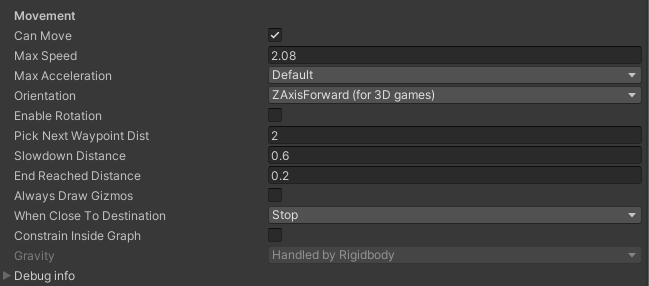 Movement
Can Move
Max Speed 2.08
Max Acceleration Default
Orientation ZAxisForward (for 3D games)
Enable Rotation
Pick Next Waypoint Dist 2
Slowdown Distance 0.6
End Reached Distance 0.2
Always Draw Gizmos
When Close To Destination Stop
Constrain Inside Graph
Gravity Handled by Rigidbody
Debug info